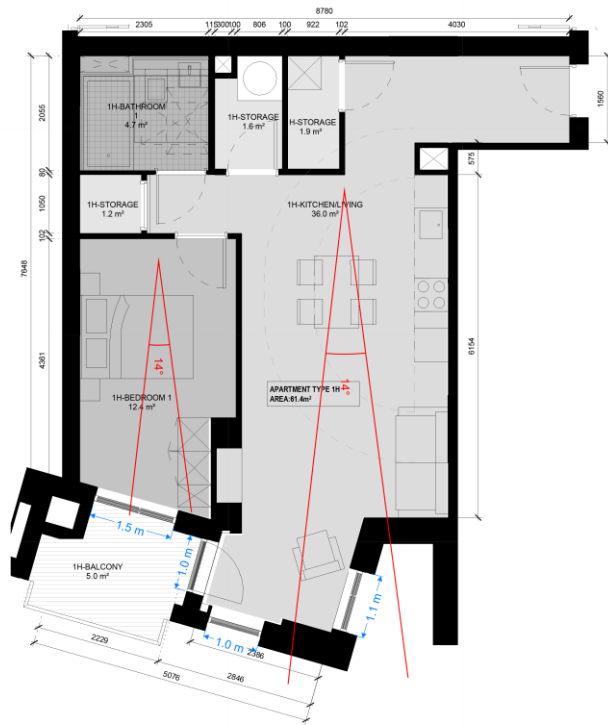 8780
2305
115
300
100
806
100
922
102
4030
2055
80
1050
102
7648
4361
1560
575
6154
1H-BATHROOM
1
4.7 m²
1H-STORAGE
1.6 m²
H-STORAGE
1.9 m²
1H-STORAGE
1.2 m²
1H-KITCHEN/LIVING
36.0 m²
14°
14°
1H-BEDROOM 1
12.4 m²
APARTMENT TYPE 1H
AREA:61.4m²
1.5 m
1.0 m
1H-BALCONY
5.0 m²
1.1 m
1.0 m
2386
2229
2846
5076